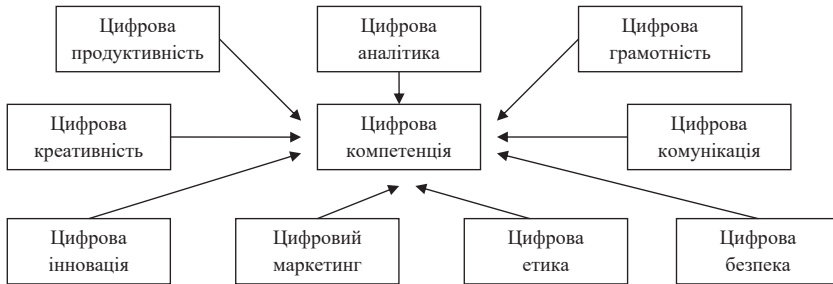 Цифрова
продуктивність
Цифрова
аналітика
Цифрова
грамотність
Цифрова
креативність
Цифрова
компетенція
Цифрова
комунікація
Цифрова
інновація
Цифровий
маркетинг
Цифрова
етика
Цифрова
безпека